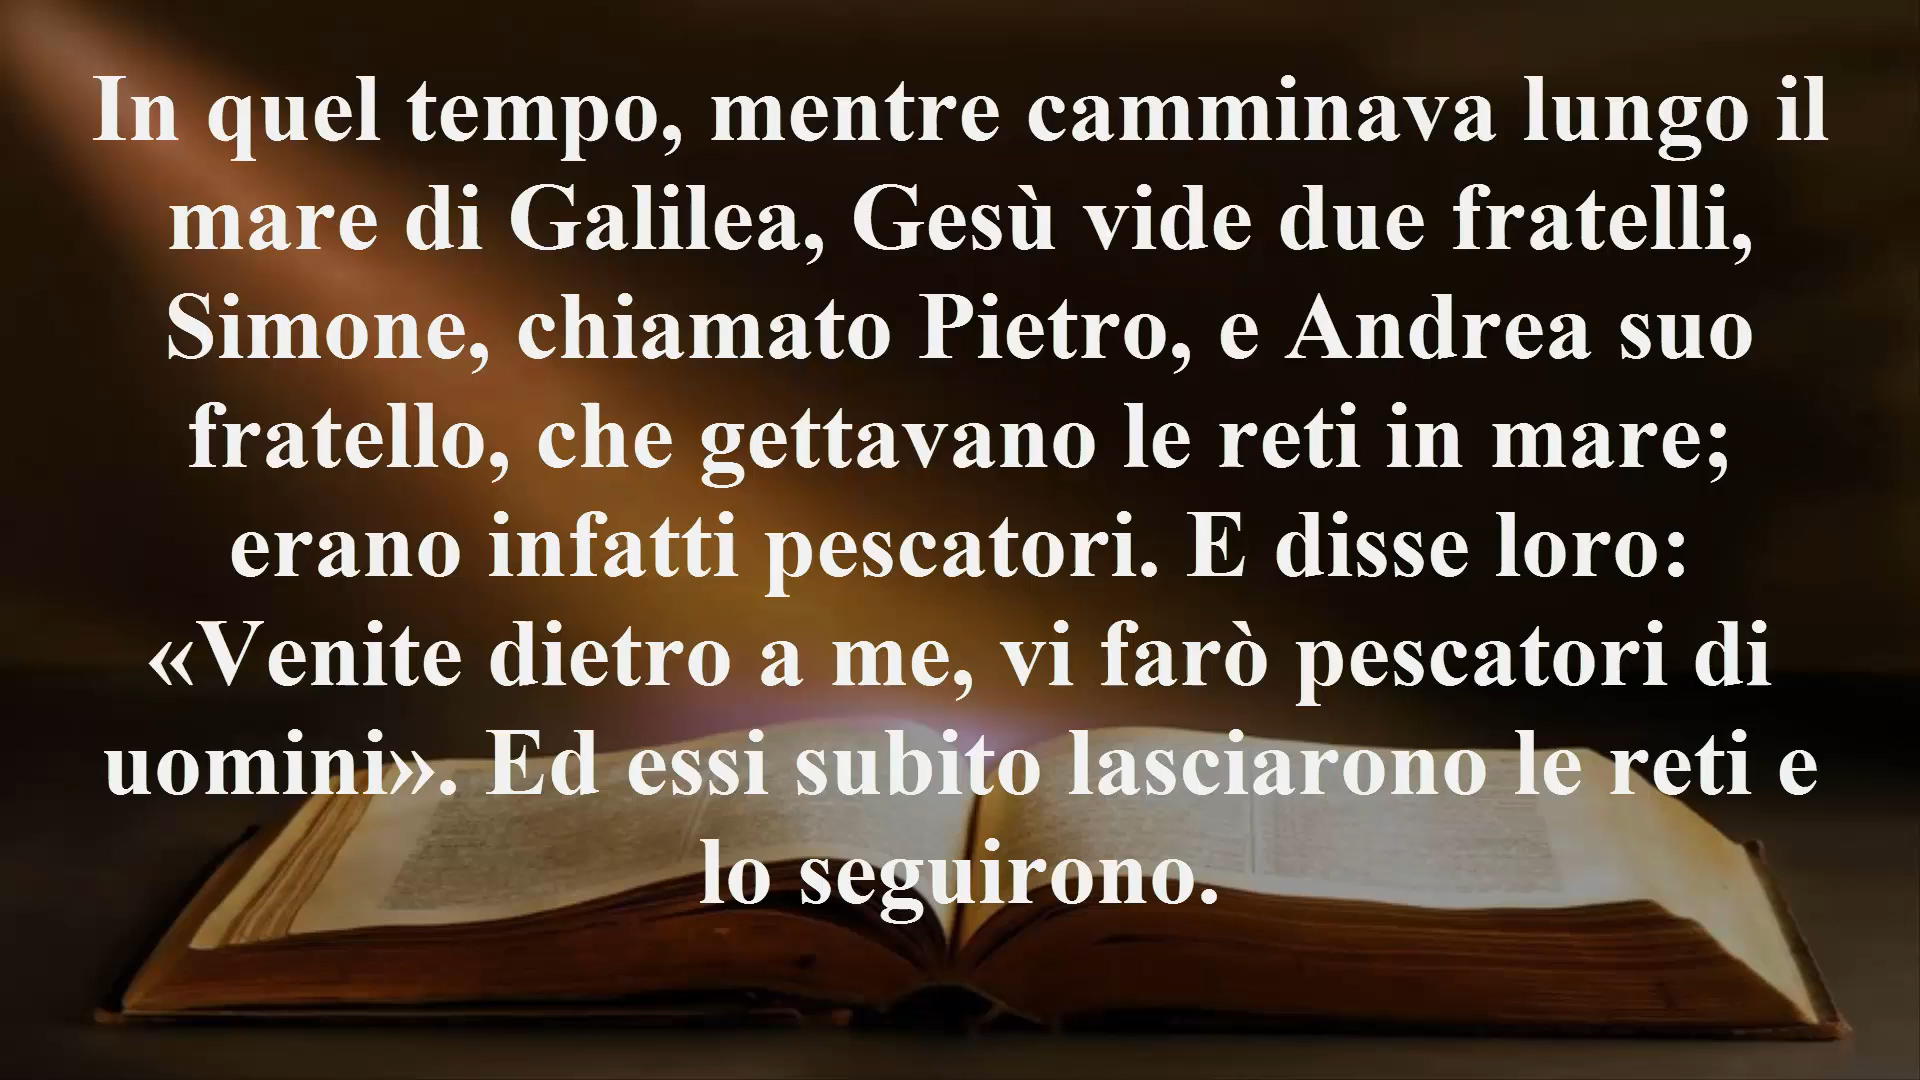 In quel tempo, mentre camminava lungo il
mare di Galilea, Gesù vide due fratelli,
Simone, chiamato Pietro, e Andrea suo
fratello, che gettavano le reti in mare;
erano infatti pescatori. E disse loro:
«Venite dietro a me, vi farò pescatori di
uomini». Ed essi subito lasciarono le reti e
lo seguirono.